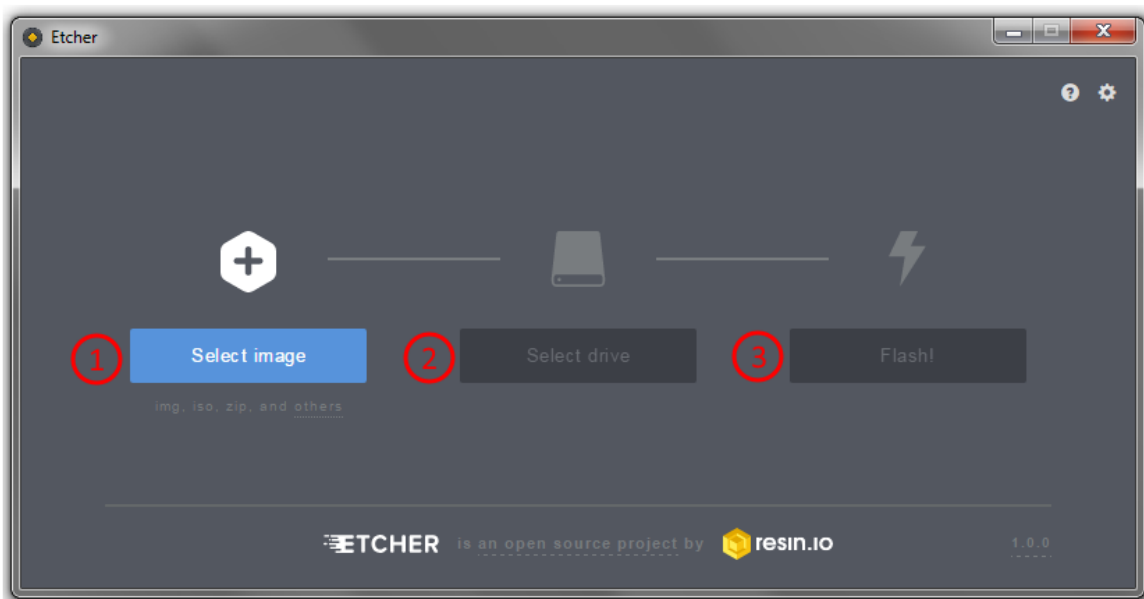 Etcher
1 Select image
2 Select drive
3 Flash!
img, iso, zip, and others
ETCHER is an open source project by resin.io 1.0.0